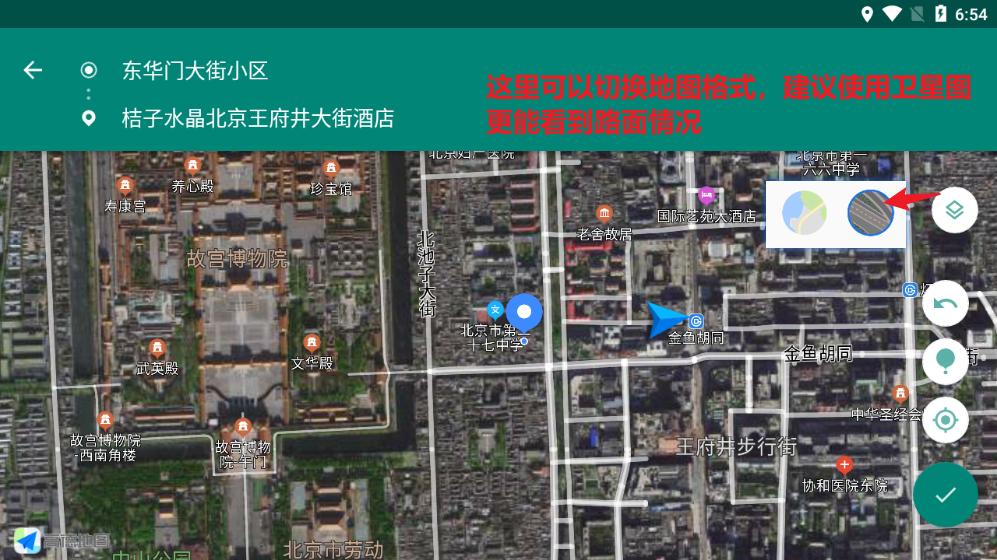 6:54
东华门大街小区
桔子水晶北京王府井大街酒店
这里可以切换地图格式，建议使用卫星图
更能看到路面情况
北京妇产医院
北京市第一
六六中学
养心殿
珍宝馆
寿康宫
国际艺苑大酒店
老舍故居
北池子大街
故宫博物院
北京市第二
十七中学
金鱼胡同
金鱼胡同
街
武英殿
文华殿
中华圣经会
故宫博物院
-西南角楼
故宫博物
院-午门
王府井步行街
协和医院东院
高德地图
中山公园
北京市劳动